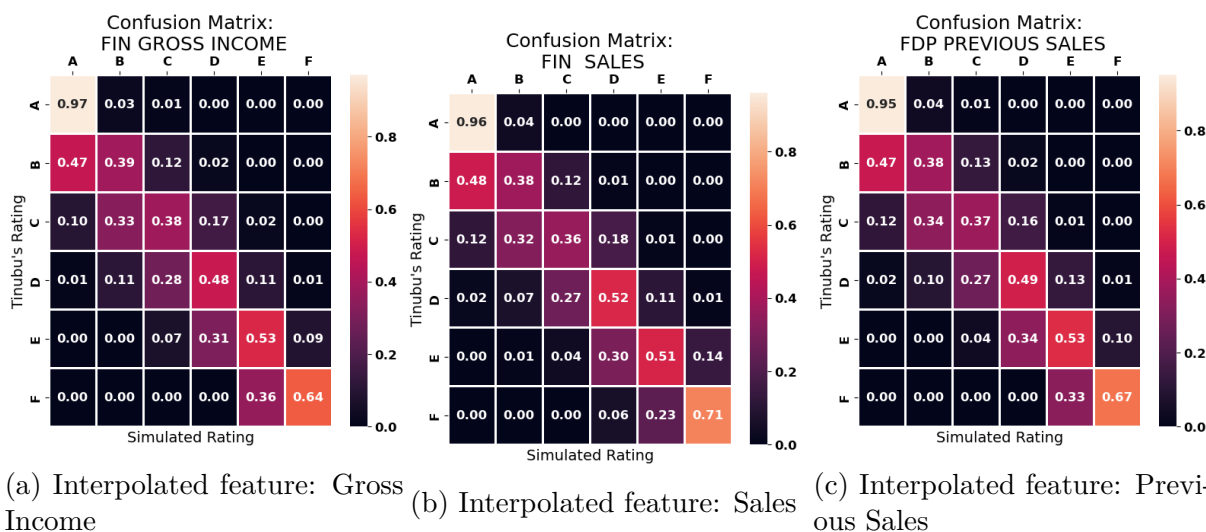 Confusion Matrix:
FIN GROSS INCOME
A B C D E F
A 0.97 0.03 0.01 0.00 0.00 0.00
B 0.47 0.39 0.12 0.02 0.00 0.00
C 0.10 0.33 0.38 0.17 0.02 0.00
D 0.01 0.11 0.28 0.48 0.11 0.01
E 0.00 0.00 0.07 0.31 0.53 0.09
F 0.00 0.00 0.00 0.00 0.36 0.64
Tinubu's Rating
Simulated Rating
0.8
0.6
0.4
0.2
0.0
(a) Interpolated feature: Gross
Income
Confusion Matrix:
FIN SALES
A B C D E F
A 0.96 0.04 0.00 0.00 0.00 0.00
B 0.48 0.38 0.12 0.01 0.00 0.00
C 0.12 0.32 0.36 0.18 0.01 0.00
D 0.02 0.07 0.27 0.52 0.11 0.01
E 0.00 0.01 0.04 0.30 0.51 0.14
F 0.00 0.00 0.00 0.06 0.23 0.71
Tinubu's Rating
Simulated Rating
0.8
0.6
0.4
0.2
0.0
(b) Interpolated feature: Sales
Confusion Matrix:
FDP PREVIOUS SALES
A B C D E F
A 0.95 0.04 0.01 0.00 0.00 0.00
B 0.47 0.38 0.13 0.02 0.00 0.00
C 0.12 0.34 0.37 0.16 0.01 0.00
D 0.02 0.10 0.27 0.49 0.13 0.01
E 0.00 0.00 0.04 0.34 0.53 0.10
F 0.00 0.00 0.00 0.00 0.33 0.67
Tinubu's Rating
Simulated Rating
0.8
0.6
0.4
0.2
0.0
(c) Interpolated feature: Previ-
ous Sales